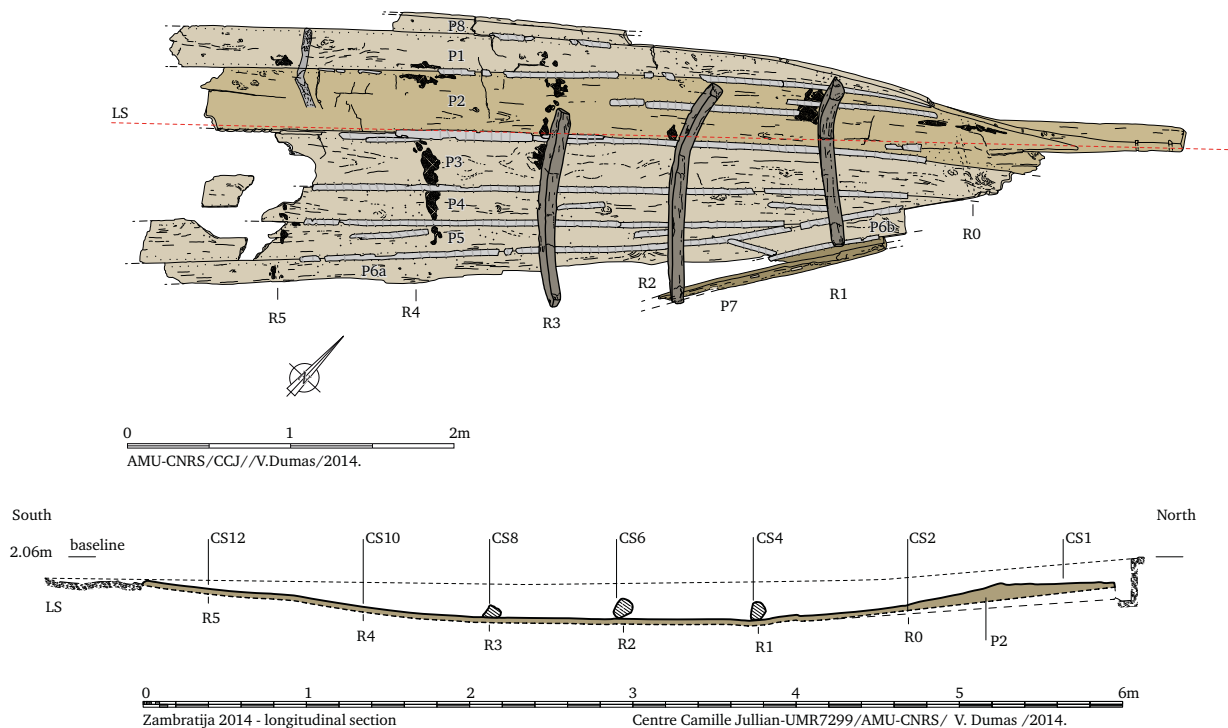 P8
P1
P2
LS
P3
P4
P5
P6b
P6a
R0
R2
R1
P7
R5
R4
R3
N
0 1 2m
AMU-CNRS/CCJ//V.Dumas/2014.
South North
2.06m baseline CS12 CS10 CS8 CS6 CS4 CS2 CS1
LS
R5 R4 R3 R2 R1 R0 P2
0 1 2 3 4 5 6m
Zambratija 2014 - longitudinal section Centre Camille Jullian-UMR7299/AMU-CNRS/ V. Dumas /2014.